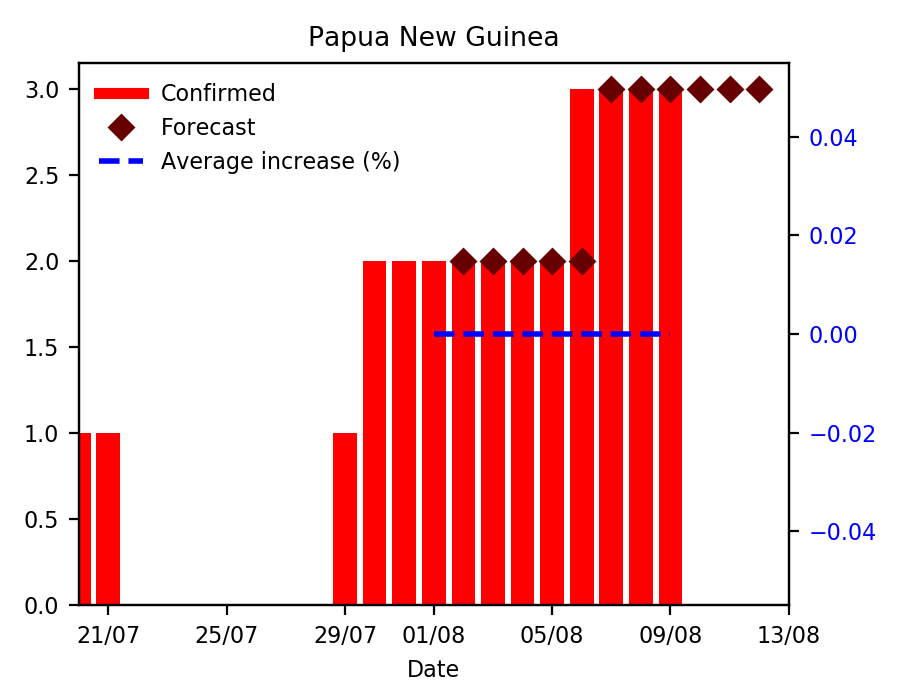 Papua New Guinea
Confirmed
Forecast
Average increase (%)
3.0
2.5
2.0
1.5
1.0
0.5
0.0
0.04
0.02
0.00
−0.02
−0.04
21/07 25/07 29/07 01/08 05/08 09/08 13/08
Date